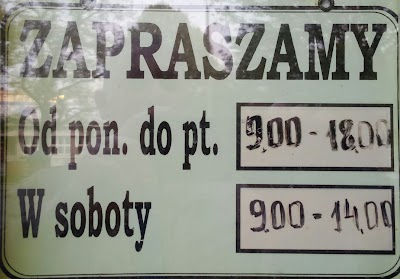 ZAPRASZAMY
Od pon. do pt. 9.00 - 18.00
W soboty 9.00 - 14.00